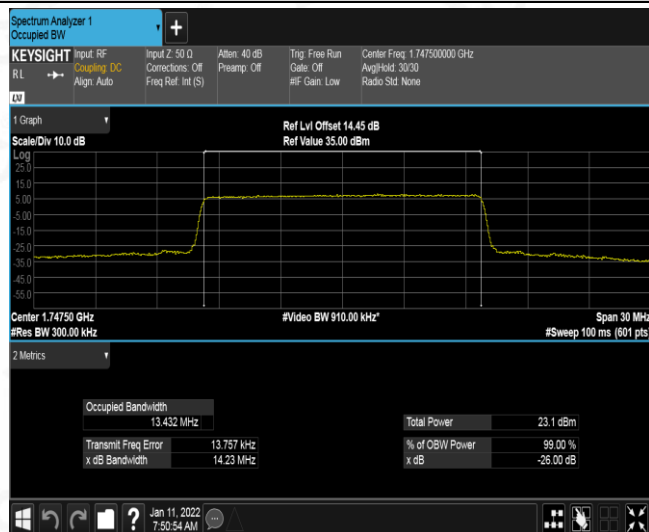 Spectrum Analyzer 1
Occupied BW
+
KEYSIGHT Input: RF Input Z: 50 Ω Atten: 40 dB Trig: Free Run Center Freq: 1.747500000 GHz
RL Coupling: DC Corrections: Off Preamp: Off Gate: Off Avg|Hold: 30/30
Align: Auto Freq Ref: Int (S) #IF Gain: Low Radio Std: None
LXI
1 Graph
Ref Lvl Offset 14.45 dB
Scale/Div 10.0 dB Ref Value 35.00 dBm
Log
25.0
15.0
5.00
-5.00
-15.0
-25.0
-35.0
-45.0
-55.0
Center 1.74750 GHz #Video BW 910.00 kHz* Span 30 MHz
#Res BW 300.00 kHz #Sweep 100 ms (601 pts)
2 Metrics
Occupied Bandwidth
13.432 MHz Total Power 23.1 dBm
Transmit Freq Error 13.757 kHz % of OBW Power 99.00 %
x dB Bandwidth 14.23 MHz x dB -26.00 dB
? Jan 11, 2022
7:50:54 AM